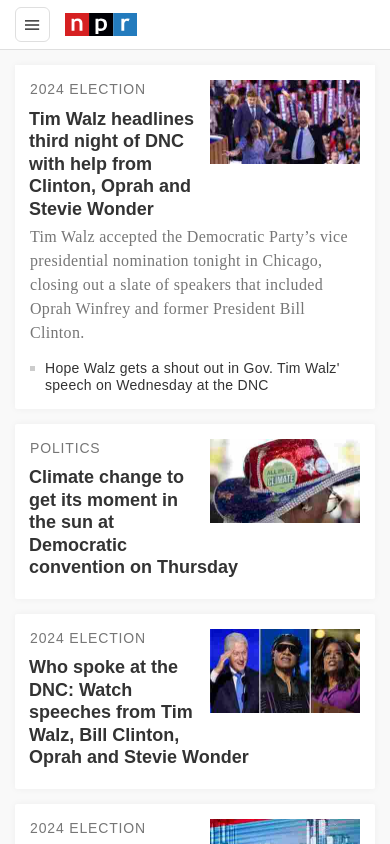 npr
2024 ELECTION
Tim Walz headlines
third night of DNC
with help from
Clinton, Oprah and
Stevie Wonder
Tim Walz accepted the Democratic Party’s vice
presidential nomination tonight in Chicago,
closing out a slate of speakers that included
Oprah Winfrey and former President Bill
Clinton.
Hope Walz gets a shout out in Gov. Tim Walz'
speech on Wednesday at the DNC
POLITICS
Climate change to
get its moment in
the sun at
Democratic
convention on Thursday
ALL IN
CLIMATE
2024 ELECTION
Who spoke at the
DNC: Watch
speeches from Tim
Walz, Bill Clinton,
Oprah and Stevie Wonder
2024 ELECTION